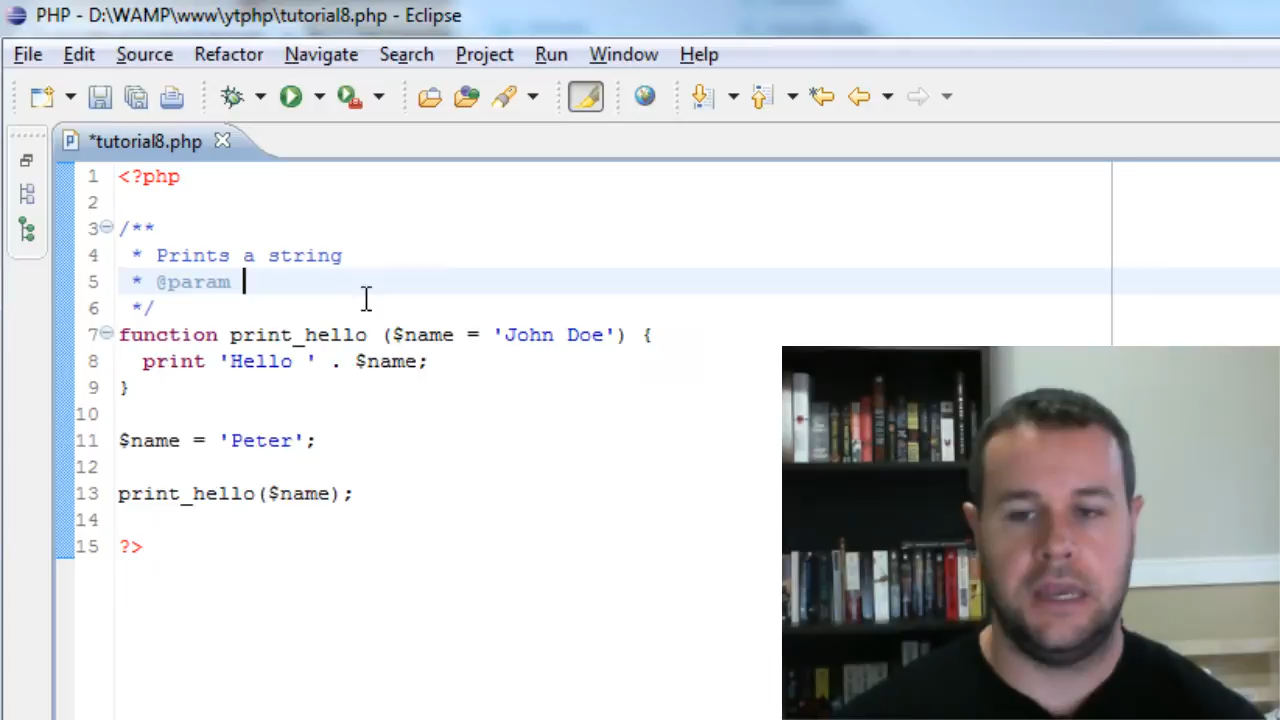 PHP - D:\WAMP\www\ytphp\tutorial8.php - Eclipse
File Edit Source Refactor Navigate Search Project Run Window Help
*tutorial8.php
1 <?php
2
3 /**
4 * Prints a string
5 * @param
6 */
7 function print_hello ($name = 'John Doe') {
8 print 'Hello ' . $name;
9 }
10
11 $name = 'Peter';
12
13 print_hello($name);
14
15 ?>